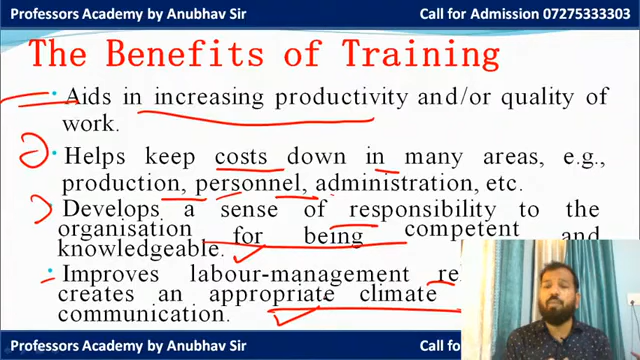 Professors Academy by Anubhav Sir Call for Admission 07275333303
The Benefits of Training
• Aids in increasing productivity and/or quality of
work.
• Helps keep costs down in many areas, e.g.,
production, personnel, administration, etc.
• Develops a sense of responsibility to the
organisation for being competent and
knowledgeable.
• Improves labour-management
creates an appropriate climate
communication.
Professors Academy by Anubhav Sir Call for Admission 07275333303